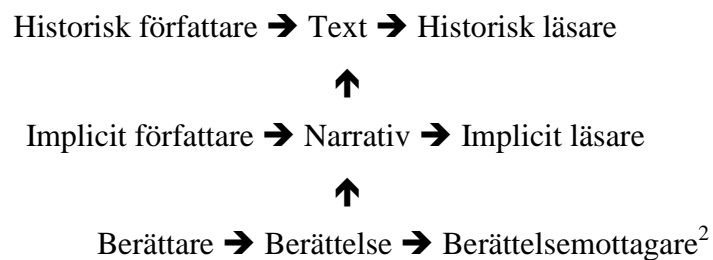 Historisk författare ➔ Text ➔ Historisk läsare
🡹
Implicit författare ➔ Narrativ ➔ Implicit läsare
🡹
Berättare ➔ Berättelse ➔ Berättelsemottagare²